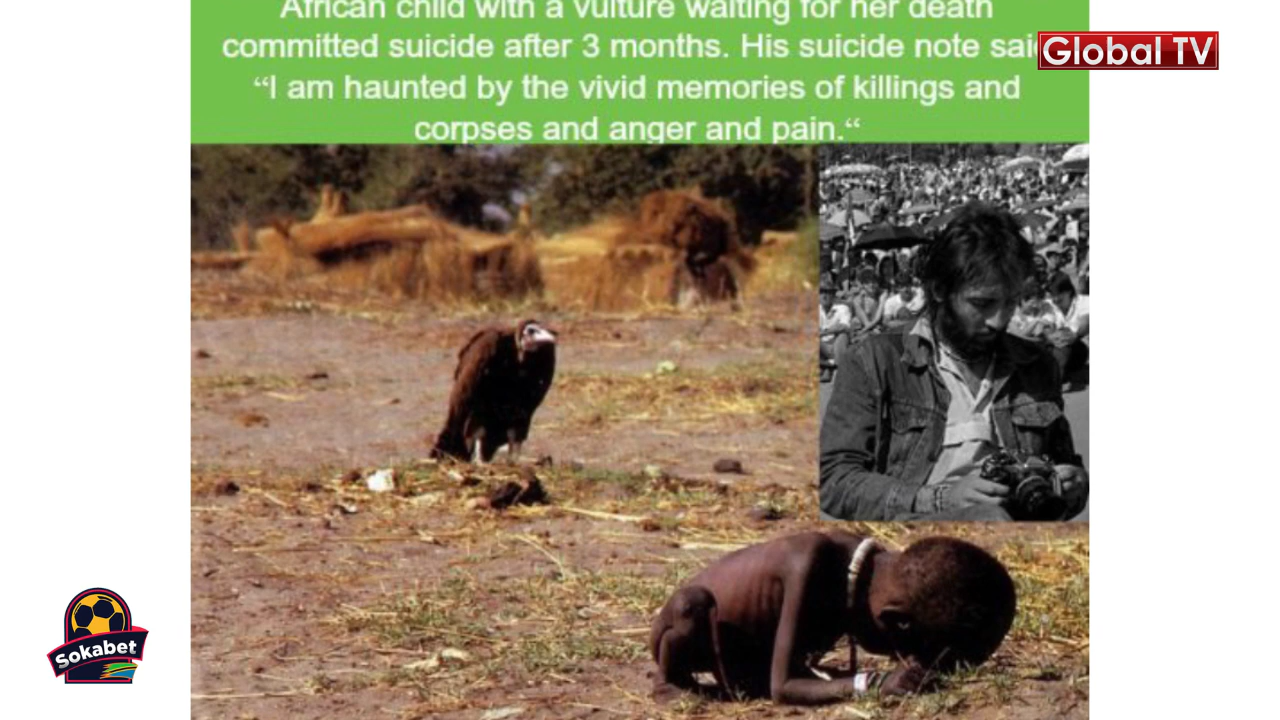 African child with a vulture waiting for her death
committed suicide after 3 months. His suicide note said
“I am haunted by the vivid memories of killings and
corpses and anger and pain.“
Global TV
Sokabet